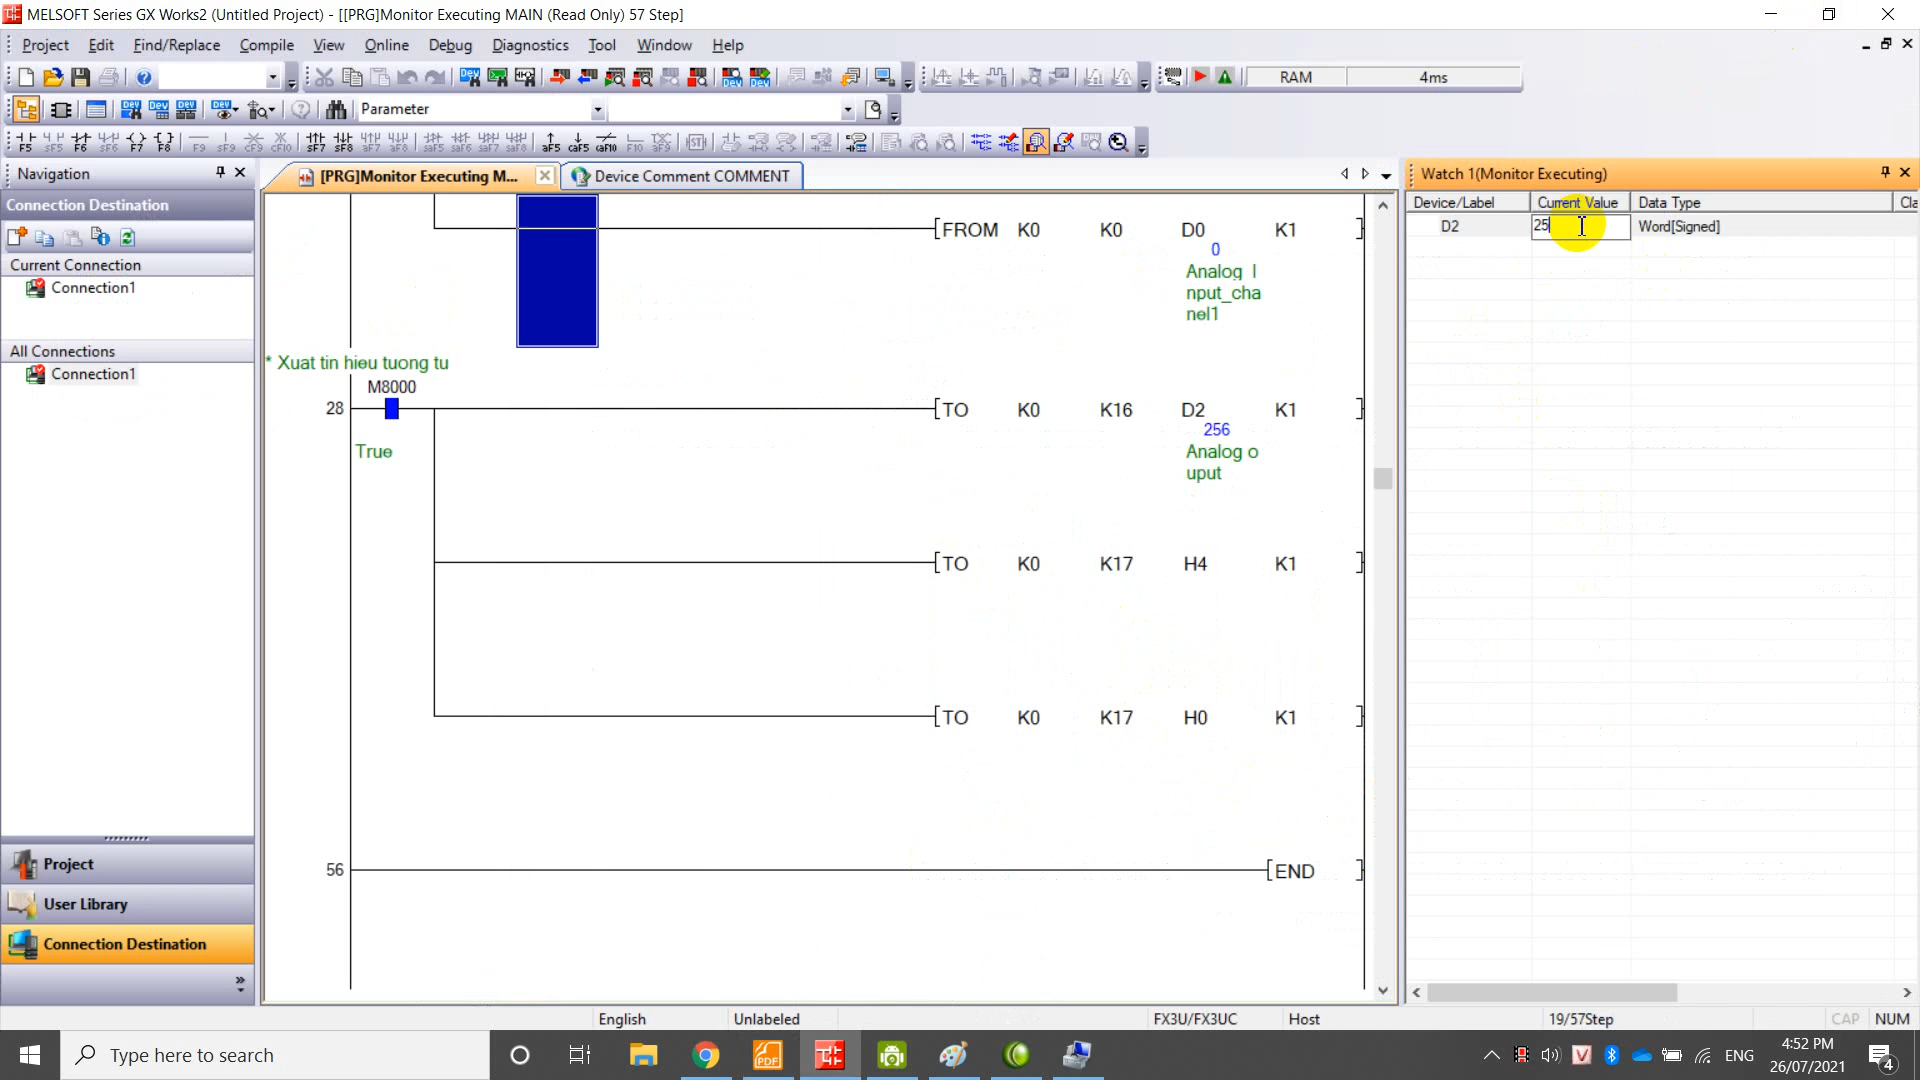 MELSOFT Series GX Works2 (Untitled Project) - [[PRG]Monitor Executing MAIN (Read Only) 57 Step]
Project Edit Find/Replace Compile View Online Debug Diagnostics Tool Window Help
RAM 4ms
Parameter
Navigation
Connection Destination
Current Connection
Connection1
All Connections
Connection1
Project
User Library
Connection Destination
[PRG]Monitor Executing M... Device Comment COMMENT
FROM K0 K0 D0 K1
0
Analog I
nput_cha
nel1
* Xuat tin hieu tuong tu
M8000
28 TO K0 K16 D2 K1
256
True Analog o
uput
TO K0 K17 H4 K1
TO K0 K17 H0 K1
56 END
Watch 1(Monitor Executing)
Device/Label Current Value Data Type Cla
D2 25 Word[Signed]
English Unlabeled FX3U/FX3UC Host 19/57Step CAP NUM
Type here to search
ENG
4:52 PM
26/07/2021
4